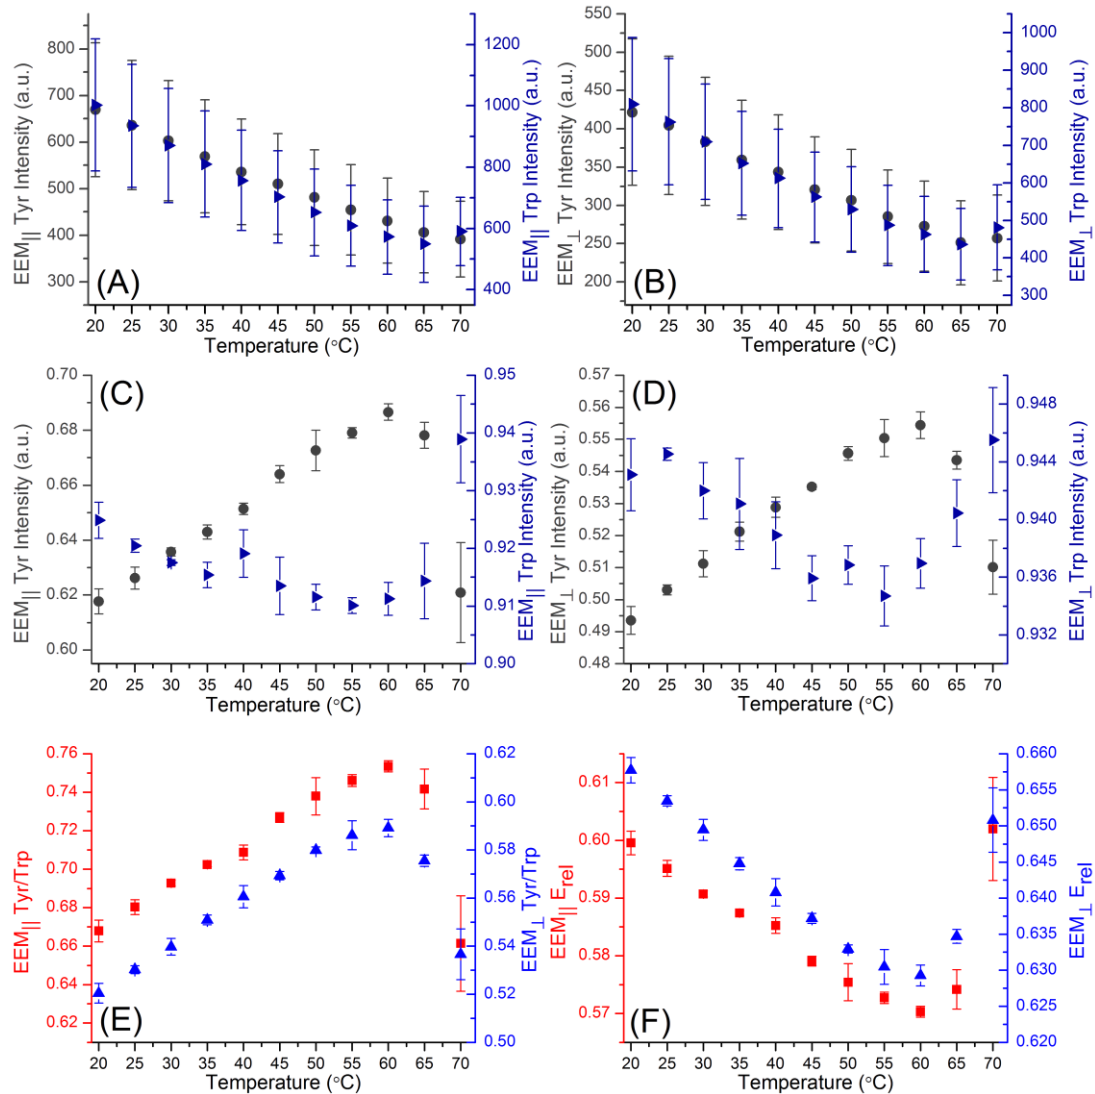 800
700
600
500
400
300
EEM|| Tyr Intensity (a.u.)
1200
1000
800
600
400
EEM|| Trp Intensity (a.u.)
(A)
20 25 30 35 40 45 50 55 60 65 70
Temperature (°C)
550
500
450
400
350
300
250
200
EEM⊥ Tyr Intensity (a.u.)
1000
900
800
700
600
500
400
300
EEM⊥ Trp Intensity (a.u.)
(B)
20 25 30 35 40 45 50 55 60 65 70
Temperature (°C)
0.70
0.68
0.66
0.64
0.62
0.60
EEM|| Tyr Intensity (a.u.)
0.95
0.94
0.93
0.92
0.91
0.90
EEM|| Trp Intensity (a.u.)
(C)
20 25 30 35 40 45 50 55 60 65 70
Temperature (°C)
0.57
0.56
0.55
0.54
0.53
0.52
0.51
0.50
0.49
0.48
EEM⊥ Tyr Intensity (a.u.)
0.948
0.944
0.940
0.936
0.932
EEM⊥ Trp Intensity (a.u.)
(D)
20 25 30 35 40 45 50 55 60 65 70
Temperature (°C)
0.76
0.74
0.72
0.70
0.68
0.66
0.64
0.62
EEM|| Tyr/Trp
0.62
0.60
0.58
0.56
0.54
0.52
0.50
EEM⊥ Tyr/Trp
(E)
20 25 30 35 40 45 50 55 60 65 70
Temperature (°C)
0.61
0.60
0.59
0.58
0.57
EEM|| Erel
0.660
0.655
0.650
0.645
0.640
0.635
0.630
0.625
0.620
EEM⊥ Erel
(F)
20 25 30 35 40 45 50 55 60 65 70
Temperature (°C)